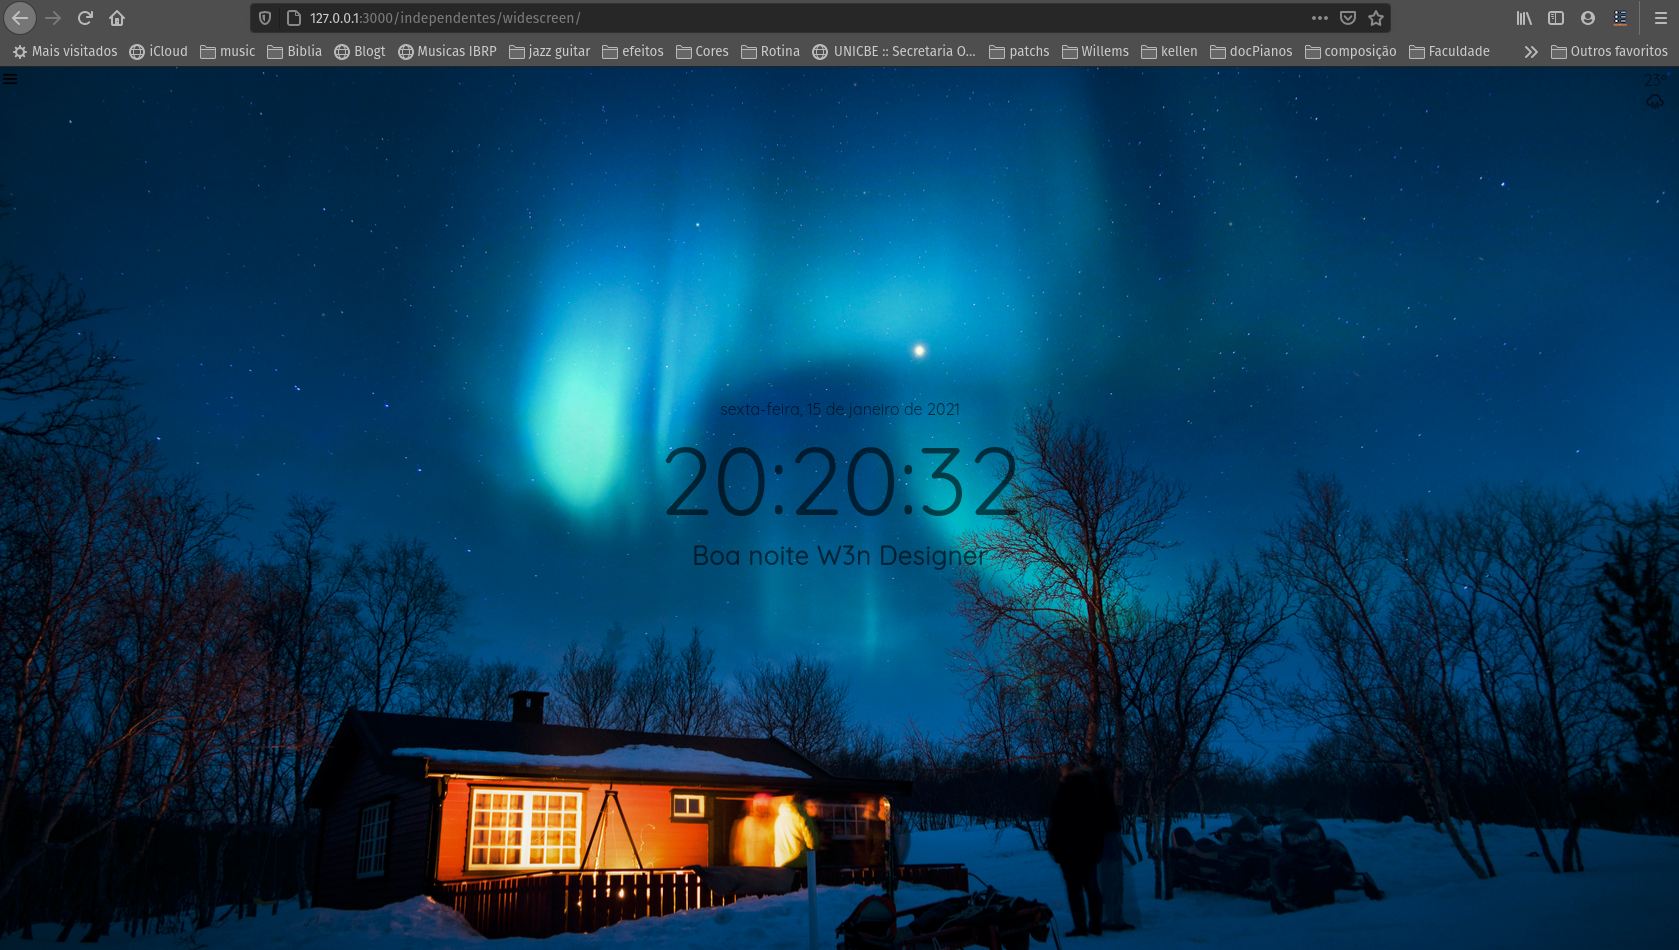 127.0.0.1:3000/independentes/widescreen/
Mais visitados iCloud music Biblia Blogt Musicas IBRP jazz guitar efeitos Cores Rotina UNICBE :: Secretaria O... patchs Willems kellen docPianos composição Faculdade Outros favoritos
23°
sexta-feira, 15 de janeiro de 2021
20:20:32
Boa noite W3n Designer